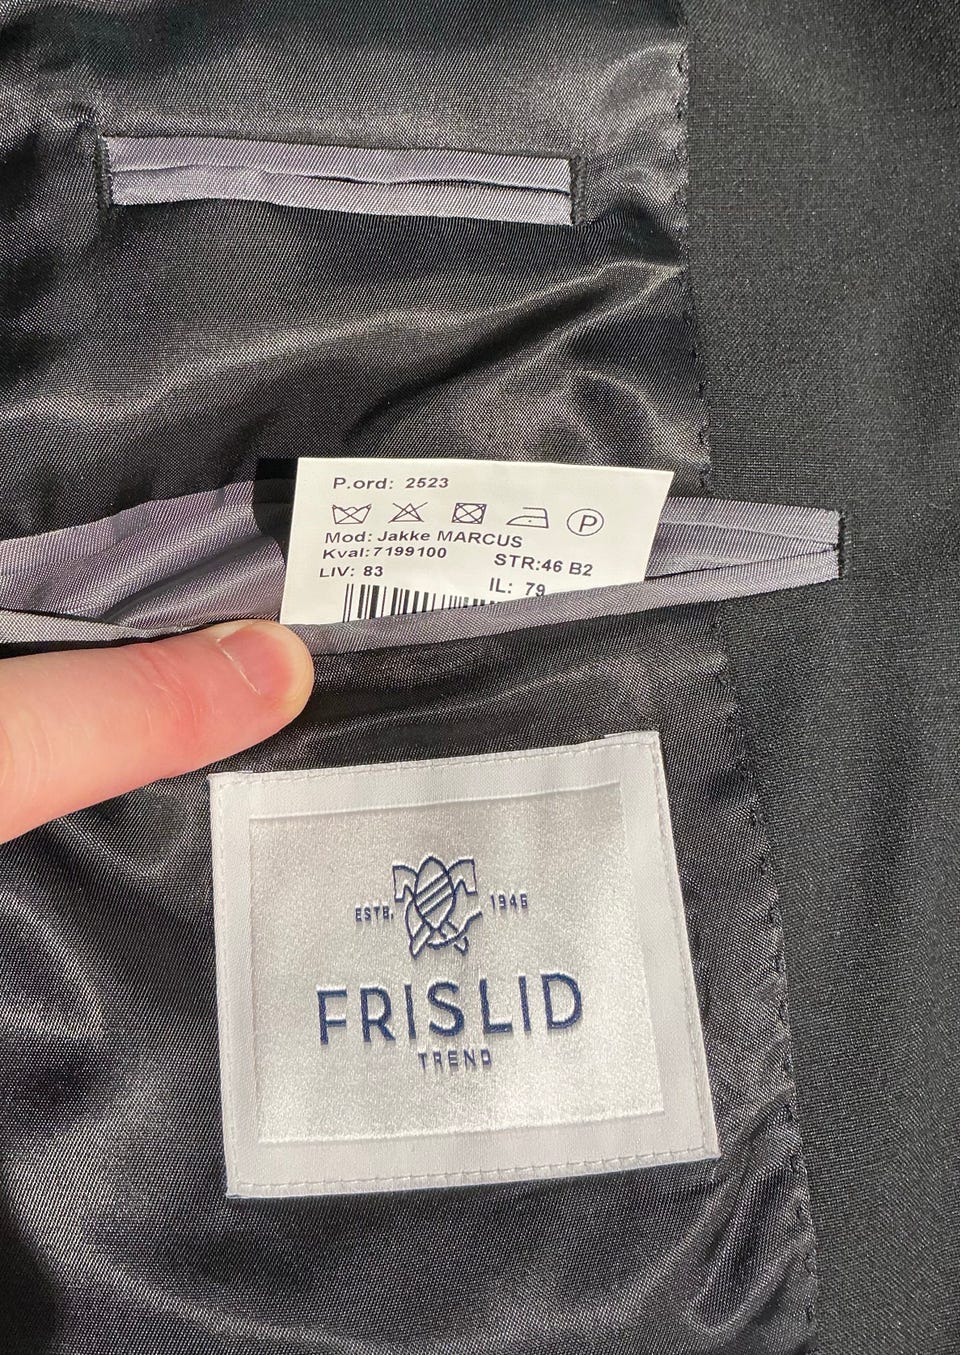 P.ord: 2523
P
Mod: Jakke MARCUS
Kval:7199100 STR:46 B2
LIV: 83 IL: 79
ESTB. 1946
FRISLID
TREND